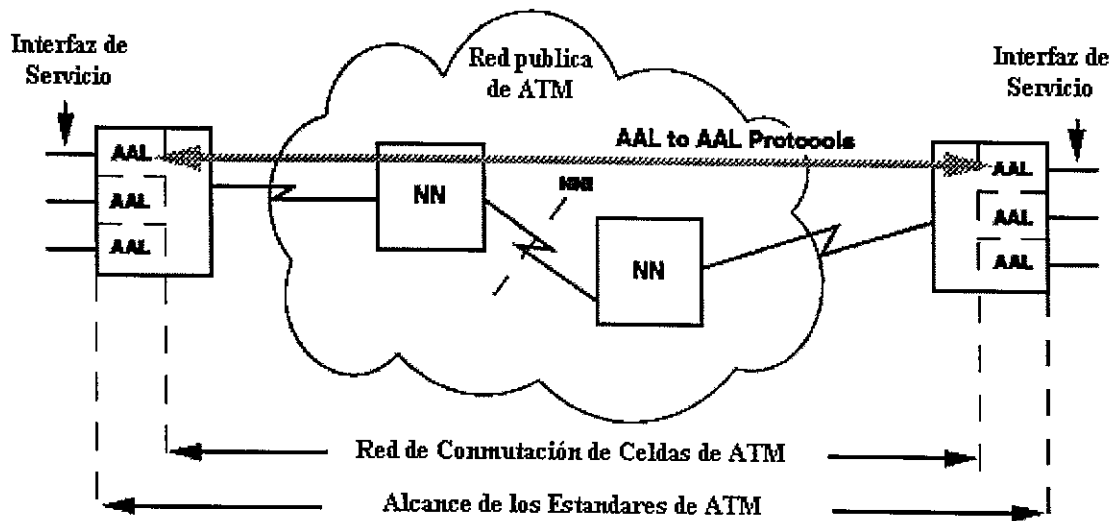 Interfaz de
Servicio
Red publica
de ATM
Interfaz de
Servicio
AAL to AAL Protocols
AAL
AAL
AAL
NN
NNI
NN
AAL
AAL
AAL
Red de Conmutación de Celdas de ATM
Alcance de los Estandares de ATM